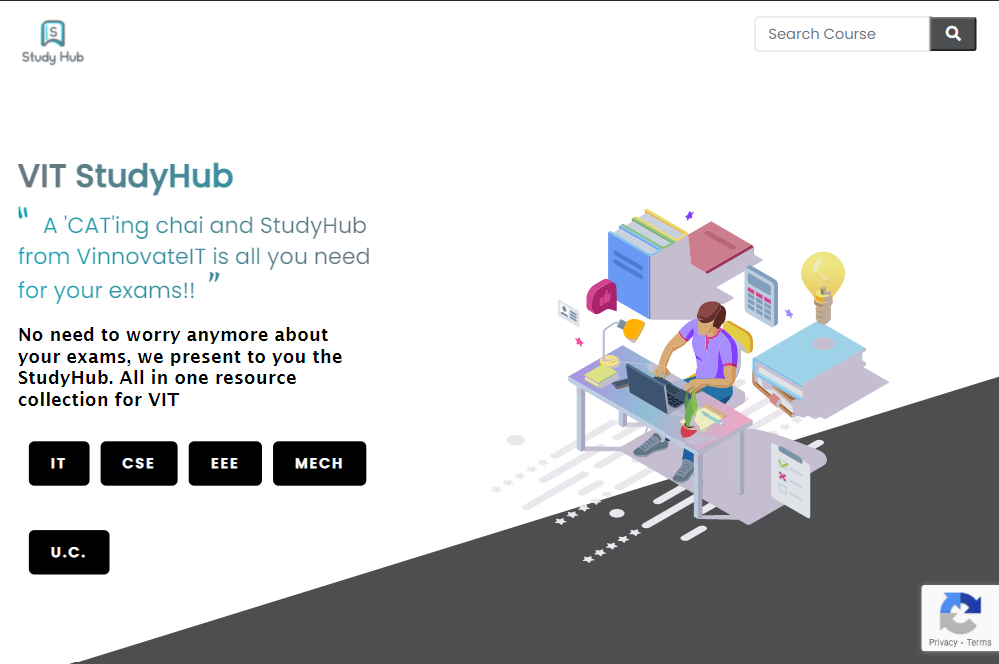 S
Study Hub
Search Course
VIT StudyHub
“ A 'CAT'ing chai and StudyHub
from VinnovateIT is all you need
for your exams!! ”
No need to worry anymore about
your exams, we present to you the
StudyHub. All in one resource
collection for VIT
IT CSE EEE MECH
U.C.
Privacy - Terms